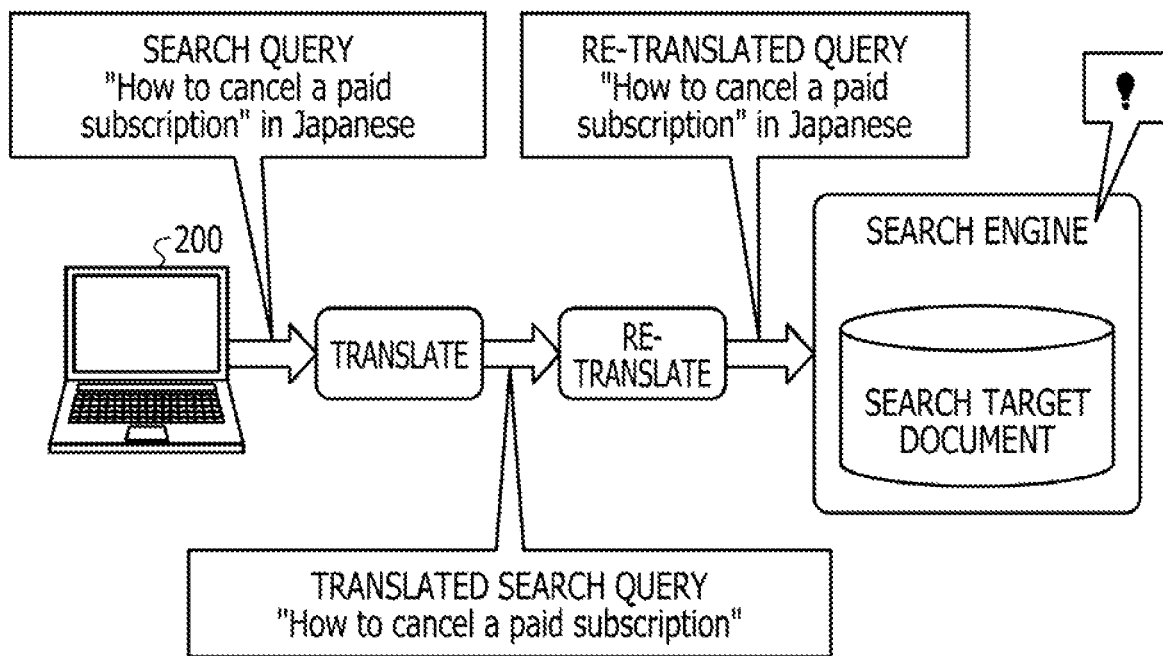 SEARCH QUERY
"How to cancel a paid
subscription" in Japanese
RE-TRANSLATED QUERY
"How to cancel a paid
subscription" in Japanese
200
SEARCH ENGINE
TRANSLATE
RE-
TRANSLATE
SEARCH TARGET
DOCUMENT
TRANSLATED SEARCH QUERY
"How to cancel a paid subscription"